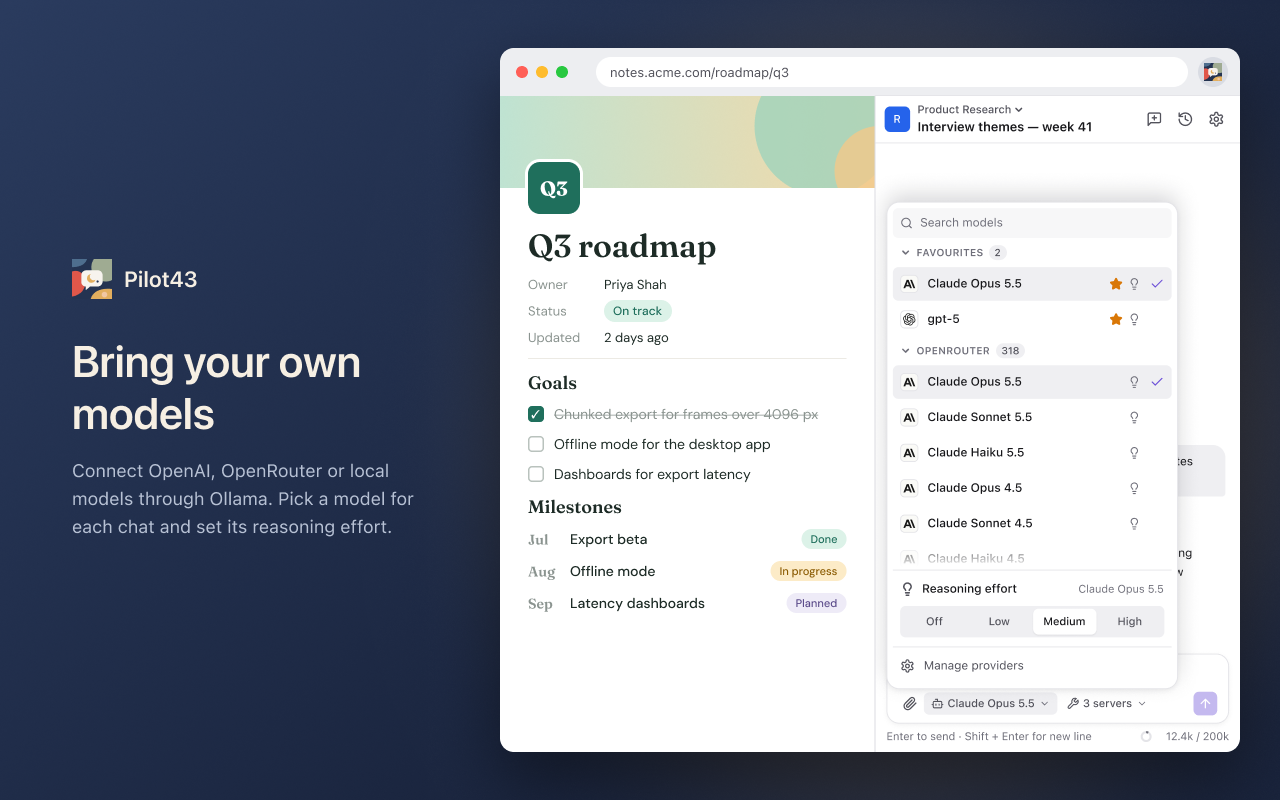 Pilot43
Bring your own
models
Connect OpenAI, OpenRouter or local
models through Ollama. Pick a model for
each chat and set its reasoning effort.
notes.acme.com/roadmap/q3
Q3
Q3 roadmap
Owner Priya Shah
Status On track
Updated 2 days ago
Goals
Chunked export for frames over 4096 px
Offline mode for the desktop app
Dashboards for export latency
Milestones
Jul Export beta Done
Aug Offline mode In progress
Sep Latency dashboards Planned
R
Product Research
Interview themes — week 41
Search models
FAVOURITES 2
Claude Opus 5.5
gpt-5
OPENROUTER 318
Claude Opus 5.5
Claude Sonnet 5.5
Claude Haiku 5.5
Claude Opus 4.5
Claude Sonnet 4.5
Claude Haiku 4.5
Reasoning effort Claude Opus 5.5
Off Low Medium High
Manage providers
Claude Opus 5.5 3 servers
Enter to send · Shift + Enter for new line 12.4k / 200k